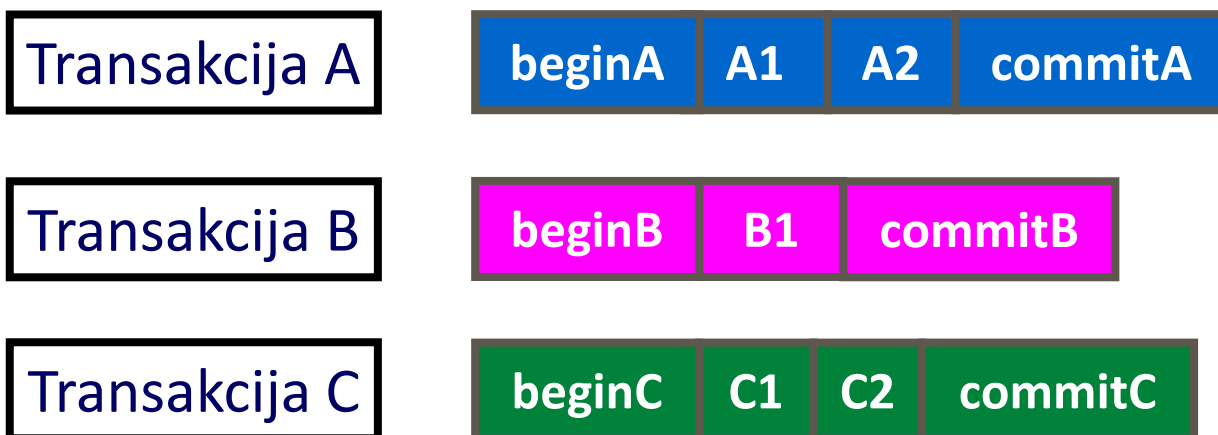 Transakcija A beginA A1 A2 commitA
Transakcija B beginB B1 commitB
Transakcija C beginC C1 C2 commitC